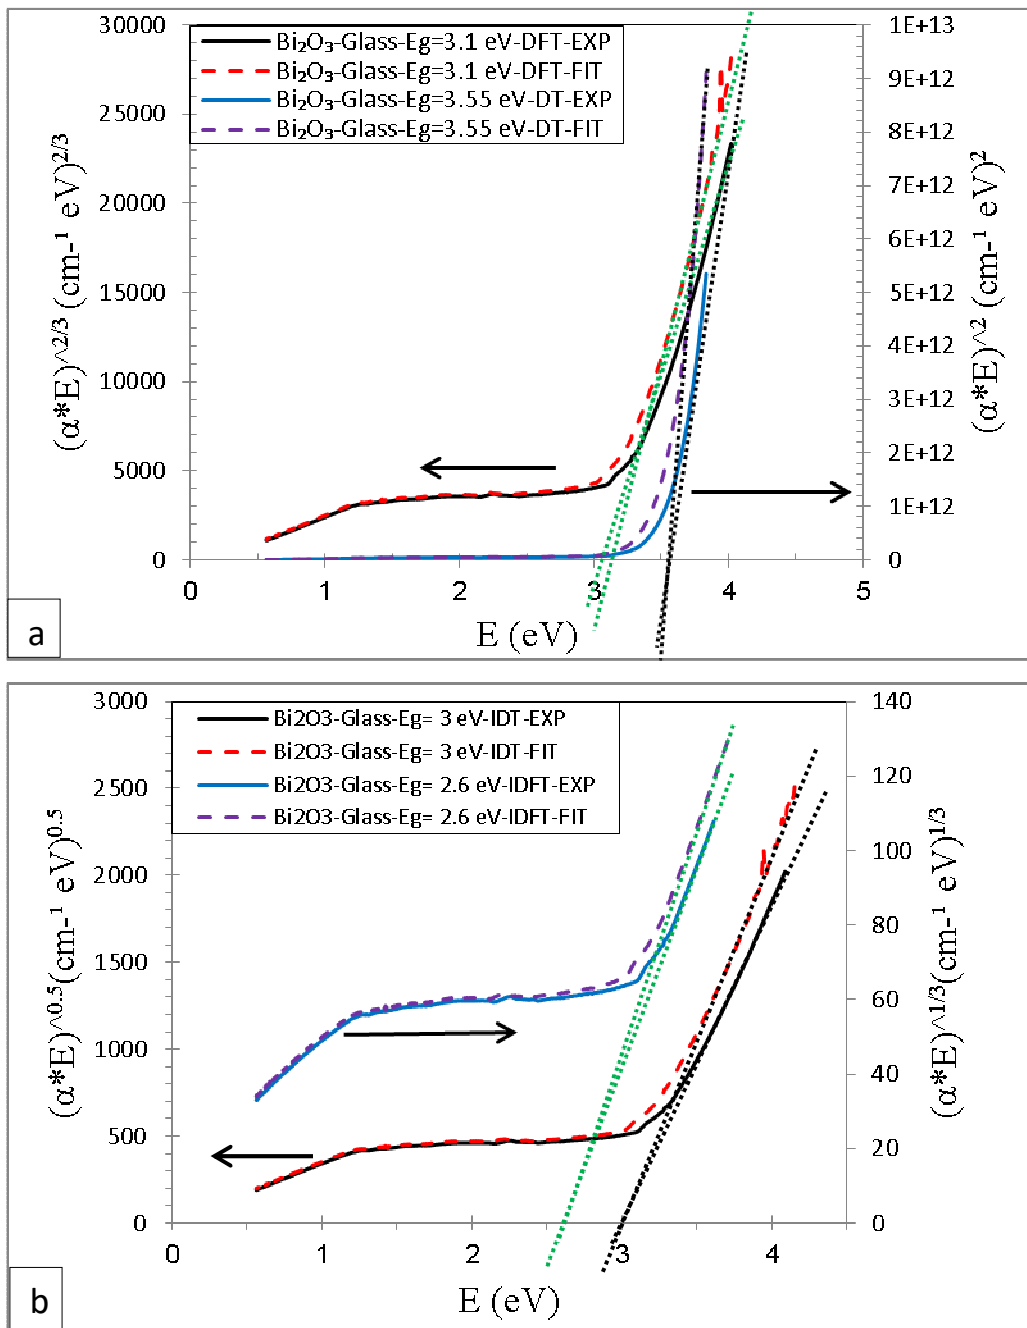 30000
25000
20000
15000
10000
5000
0
(α*E)^2/3 (cm-¹ eV)2/3
Bi₂O₃-Glass-Eg=3.1 eV-DFT-EXP
Bi₂O₃-Glass-Eg=3.1 eV-DFT-FIT
Bi₂O₃-Glass-Eg=3.55 eV-DT-EXP
Bi₂O₃-Glass-Eg=3.55 eV-DT-FIT
1E+13
9E+12
8E+12
7E+12
6E+12
5E+12
4E+12
3E+12
2E+12
1E+12
0
(α*E)^2 (cm-¹ eV)2
0 1 2 3 4 5
E (eV)
a
3000
2500
2000
1500
1000
500
0
(α*E)^0.5(cm-¹ eV)0.5
Bi2O3-Glass-Eg= 3 eV-IDT-EXP
Bi2O3-Glass-Eg= 3 eV-IDT-FIT
Bi2O3-Glass-Eg= 2.6 eV-IDFT-EXP
Bi2O3-Glass-Eg= 2.6 eV-IDFT-FIT
140
120
100
80
60
40
20
0
(α*E)^1/3(cm-¹ eV)1/3
0 1 2 3 4
E (eV)
b